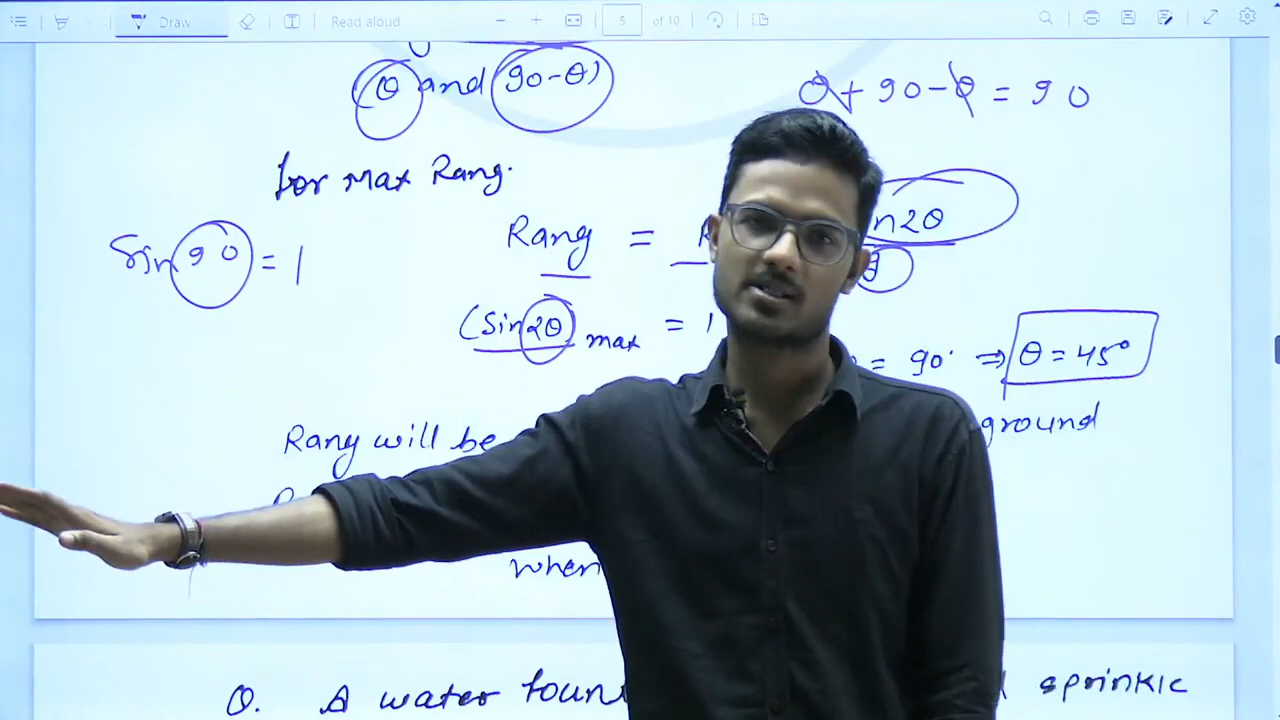 Draw Read aloud 5 of 10
θ and (90-θ)
θ + 90-θ = 90
for Max Rang.
Sin 90 = 1
Rang = n2θ
(Sin2θ) max = 1
= 90° ⇒ θ = 45°
Rang will be ground
when
Q. A water foun sprinkle